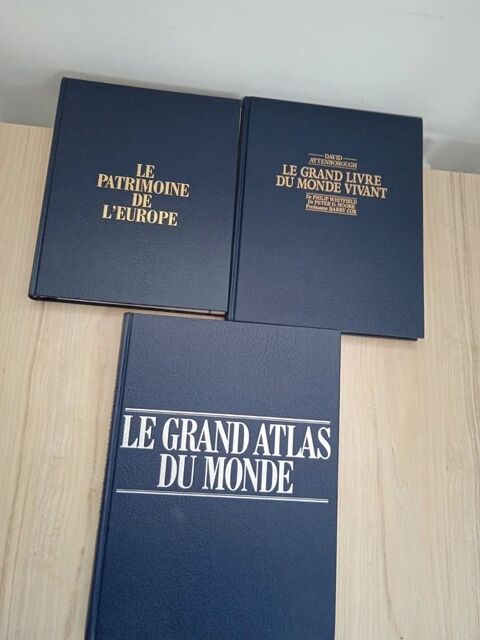 LE
PATRIMOINE
DE
L'EUROPE
DAVID
ATTENBOROUGH
LE GRAND LIVRE
DU MONDE VIVANT
Dr PHILIP WHITFIELD
Dr PETER D. MOORE
Professeur BARRY COX
LE GRAND ATLAS
DU MONDE